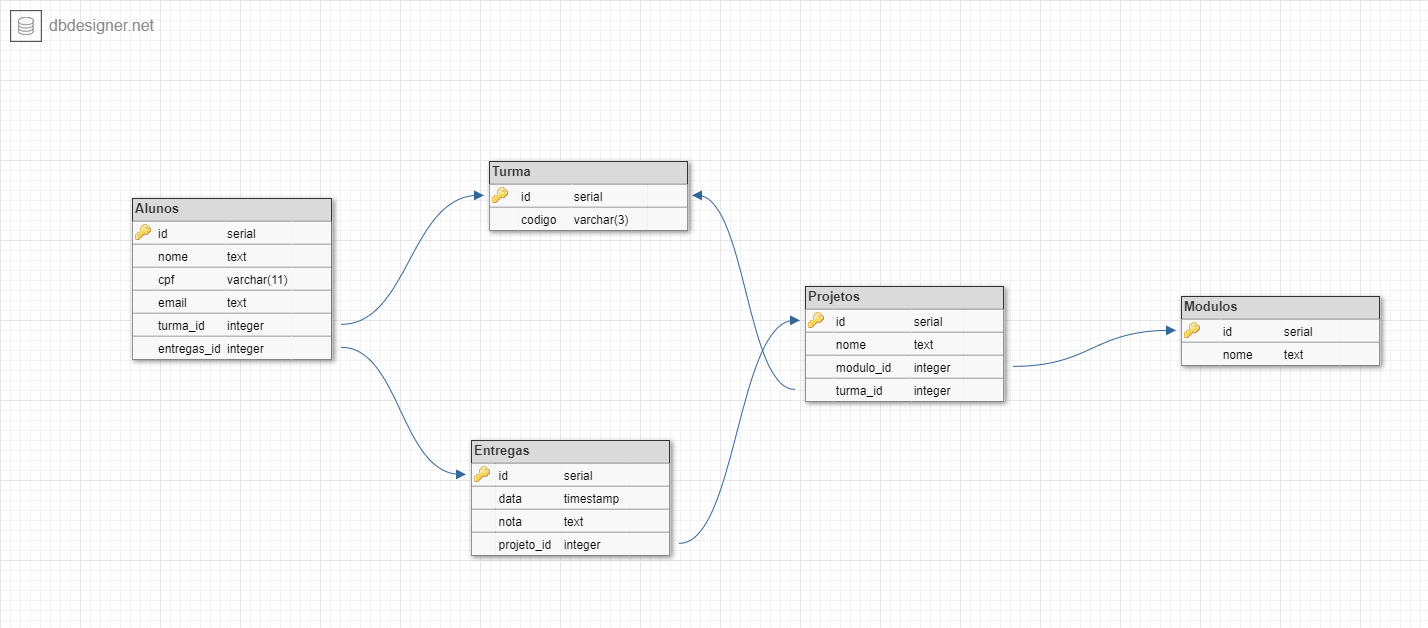 dbdesigner.net
Alunos
id serial
nome text
cpf varchar(11)
email text
turma_id integer
entregas_id integer
Turma
id serial
codigo varchar(3)
Entregas
id serial
data timestamp
nota text
projeto_id integer
Projetos
id serial
nome text
modulo_id integer
turma_id integer
Modulos
id serial
nome text